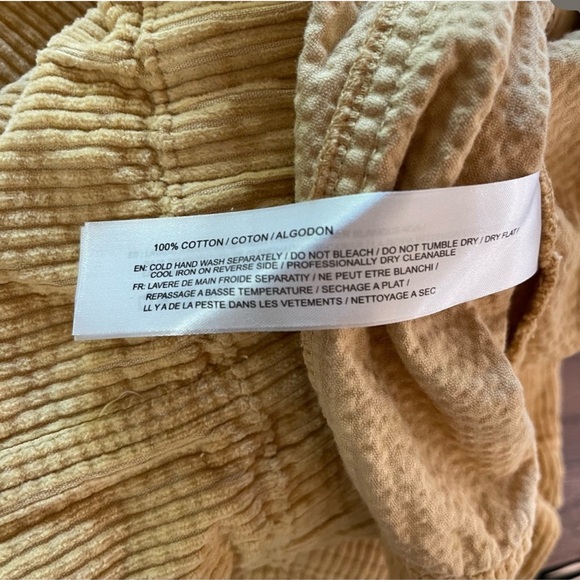 100% COTTON / COTON / ALGODON
EN: COLD HAND WASH SEPARATELY / DO NOT BLEACH / DO NOT TUMBLE DRY / DRY FLAT/
COOL IRON ON REVERSE SIDE / PROFESSIONALLY DRY CLEANABLE
FR: LAVERE DE MAIN FROIDE SEPARATIY / NE PEUT ETRE BLANCHI /
REPASSAGE A BASSE TEMPERATURE / SECHAGE A PLAT /
LL Y A DE LA PESTE DANS LES VETEMENTS / NETTOYAGE A SEC